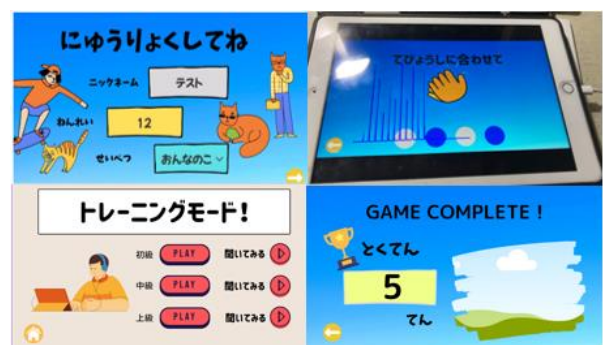 にゅうりょくしてね
ニックネーム テスト
ねんれい 12
せいべつ おんなのこ
てびょうしに合わせて
トレーニングモード！
初級 PLAY 聞いてみる
中級 PLAY 聞いてみる
上級 PLAY 聞いてみる
GAME COMPLETE !
とくてん
5
てん